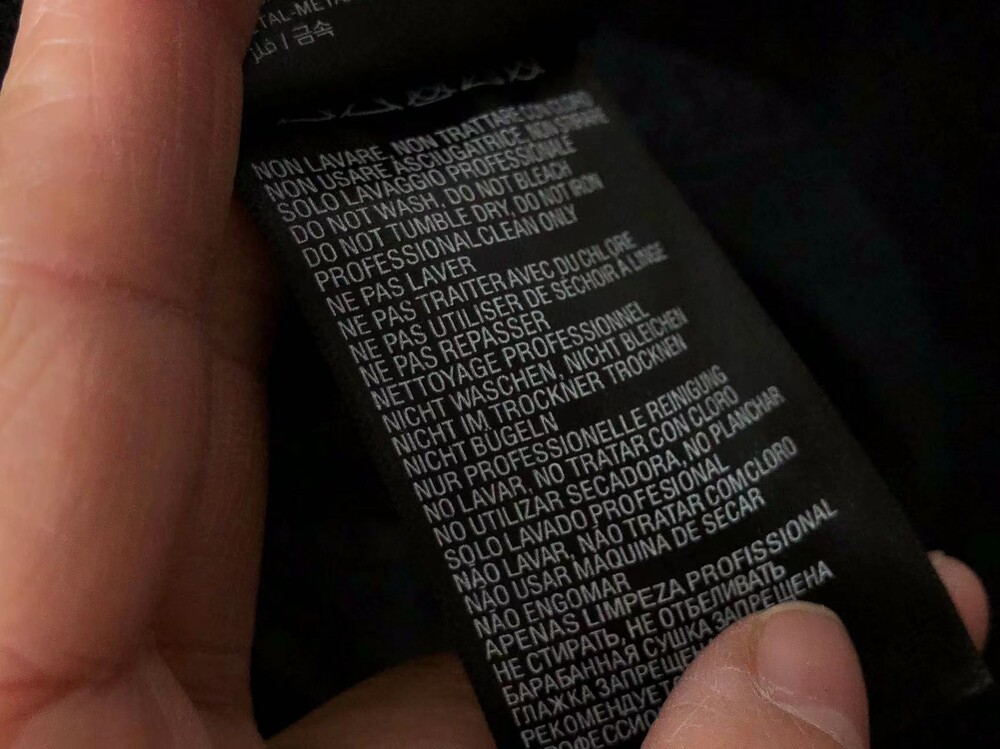 فلز / 금속
NON LAVARE, NON TRATTARE CON CLORO
NON USARE ASCIUGATRICE, NON STIRARE
SOLO LAVAGGIO PROFESSIONALE
DO NOT WASH, DO NOT BLEACH
DO NOT TUMBLE DRY, DO NOT IRON
PROFESSIONAL CLEAN ONLY
NE PAS LAVER
NE PAS TRAITER AVEC DU CHLORE
NE PAS UTILISER DE SÉCHOIR À LINGE
NE PAS REPASSER
NETTOYAGE PROFESSIONNEL
NICHT WASCHEN, NICHT BLEICHEN
NICHT IM TROCKNER TROCKNEN
NICHT BÜGELN
NUR PROFESSIONELLE REINIGUNG
NO LAVAR, NO TRATAR CON CLORO
NO UTILIZAR SECADORA, NO PLANCHAR
SOLO LAVADO PROFESIONAL
NÃO LAVAR, NÃO TRATAR COM CLORO
NÃO USAR MÁQUINA DE SECAR
NÃO ENGOMAR
APENAS LIMPEZA PROFISSIONAL
НЕ СТИРАТЬ, НЕ ОТБЕЛИВАТЬ
БАРАБАННАЯ СУШКА ЗАПРЕЩЕНА
ГЛАЖКА